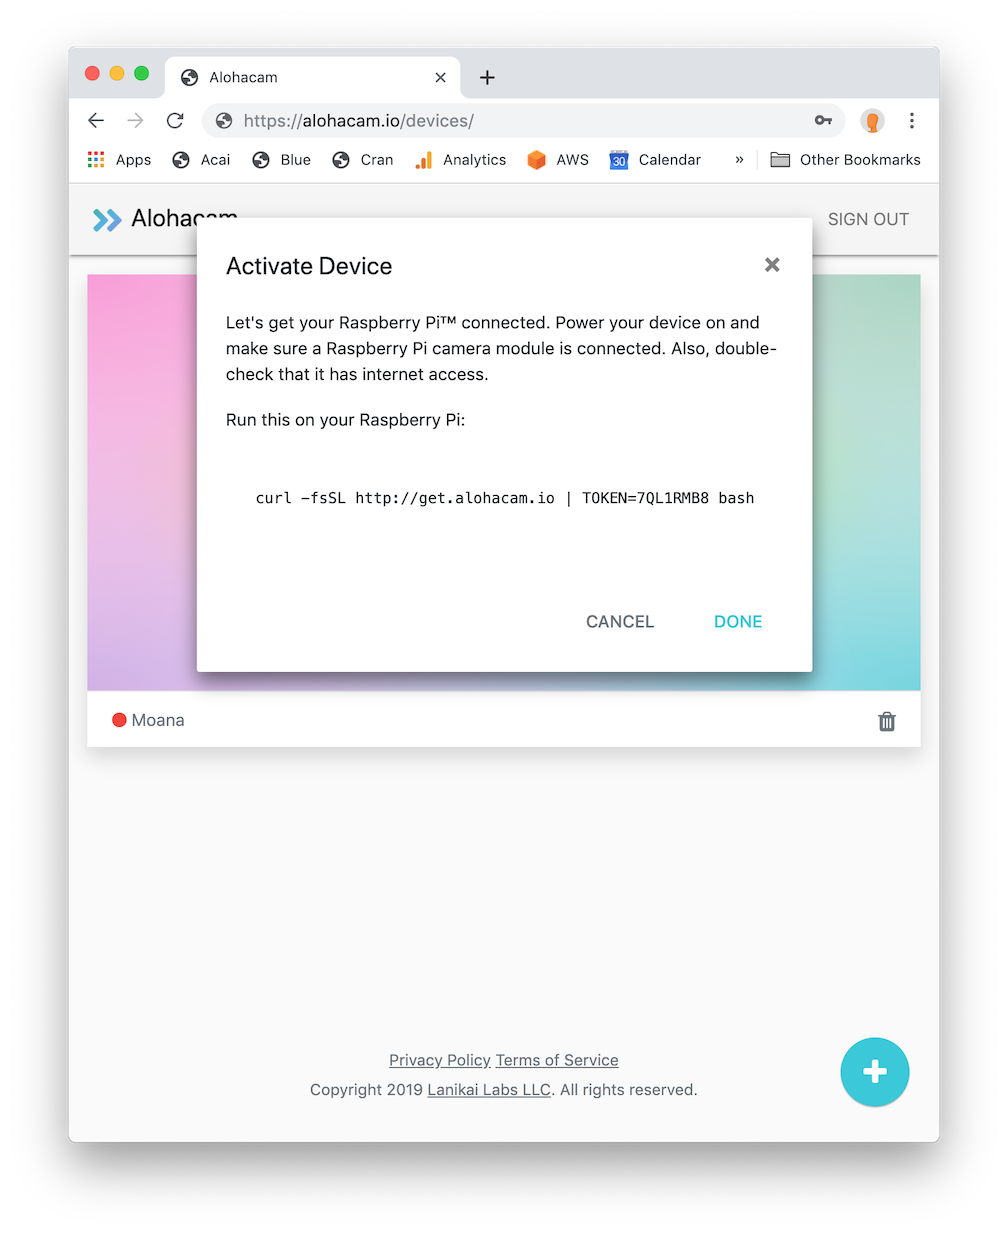 Alohacam
https://alohacam.io/devices/
Apps Acai Blue Cran Analytics 30 AWS Calendar » Other Bookmarks
Alohacam SIGN OUT
Activate Device
Let's get your Raspberry Pi™ connected. Power your device on and
make sure a Raspberry Pi camera module is connected. Also, double-
check that it has internet access.
Run this on your Raspberry Pi:
curl -fsSL http://get.alohacam.io | TOKEN=7QL1RMB8 bash
CANCEL DONE
Moana
Privacy Policy Terms of Service
Copyright 2019 Lanikai Labs LLC. All rights reserved.